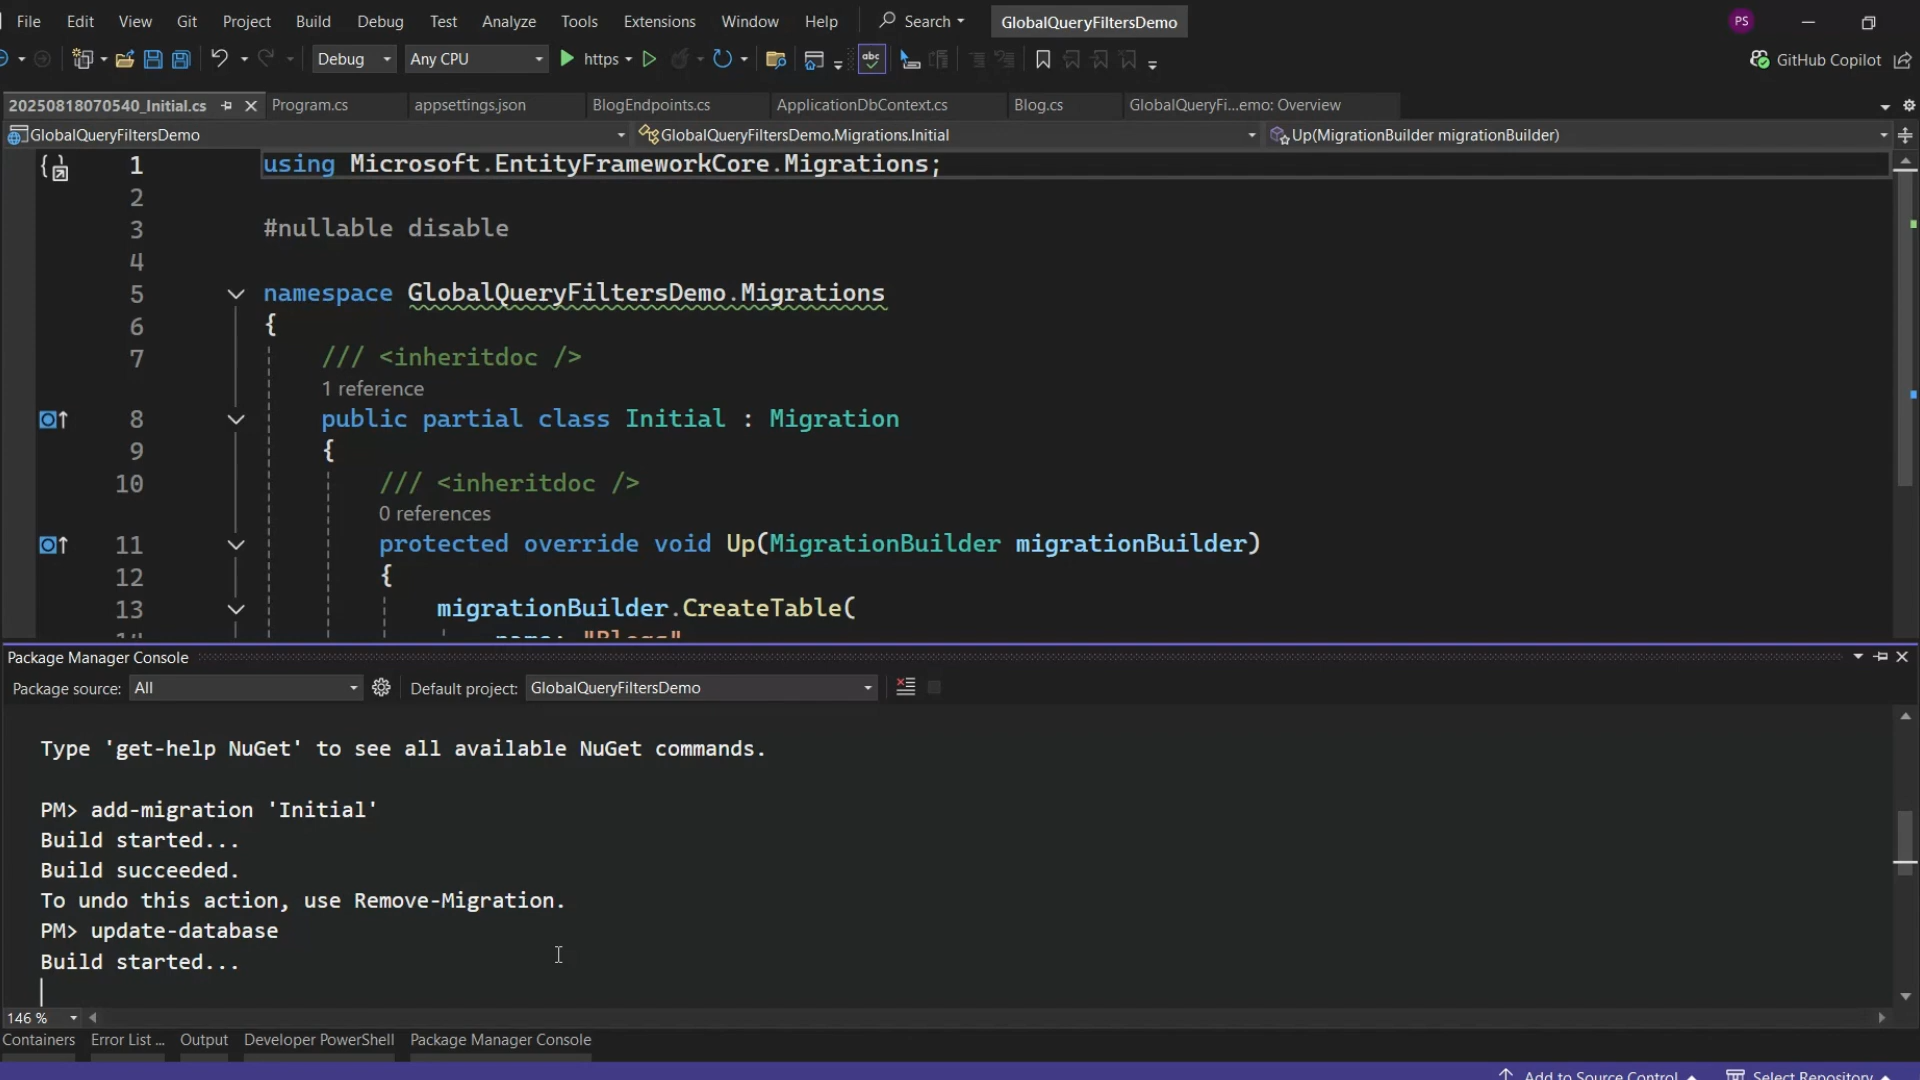 File Edit View Git Project Build Debug Test Analyze Tools Extensions Window Help Search GlobalQueryFiltersDemo PS
Debug Any CPU https abc GitHub Copilot
20250818070540_Initial.cs Program.cs appsettings.json BlogEndpoints.cs ApplicationDbContext.cs Blog.cs GlobalQueryFi...emo: Overview
GlobalQueryFiltersDemo GlobalQueryFiltersDemo.Migrations.Initial Up(MigrationBuilder migrationBuilder)
1 using Microsoft.EntityFrameworkCore.Migrations;
2
3 #nullable disable
4
5 namespace GlobalQueryFiltersDemo.Migrations
6 {
7 /// <inheritdoc />
1 reference
8 public partial class Initial : Migration
9 {
10 /// <inheritdoc />
0 references
11 protected override void Up(MigrationBuilder migrationBuilder)
12 {
13 migrationBuilder.CreateTable(
14 name: "Blogs"
Package Manager Console
Package source: All Default project: GlobalQueryFiltersDemo
Type 'get-help NuGet' to see all available NuGet commands.
PM> add-migration 'Initial'
Build started...
Build succeeded.
To undo this action, use Remove-Migration.
PM> update-database
Build started...
146 %
Containers Error List ... Output Developer PowerShell Package Manager Console
Add to Source Control Select Repository